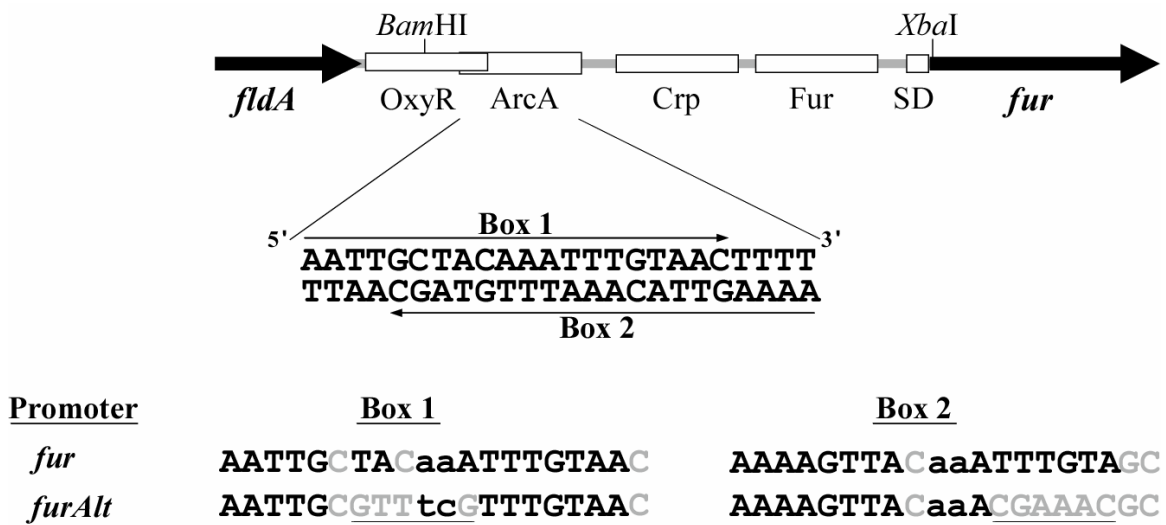 BamHI XbaI
fldA OxyR ArcA Crp Fur SD fur
Box 1
5' 3'
AATTGCTACAAATTTGTAACTTTT
TTAACGATGTTTAAACATTGAAAA
Box 2
Promoter Box 1 Box 2
fur AATTGCTACaaATTTGTAAC AAAAGTTACaaATTTGTAGC
furAlt AATTGCGTTtcGTTTGTAAC AAAAGTTACaaACGAAACGC